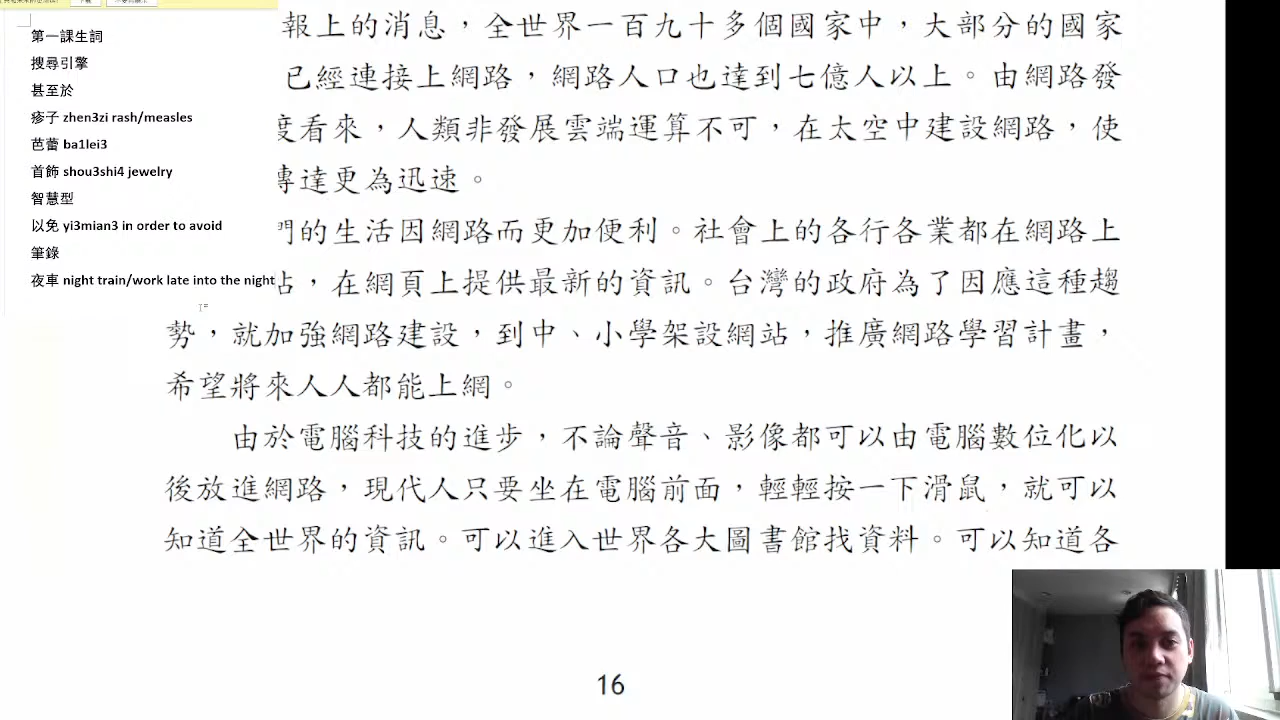 第一課生詞
搜尋引擎
甚至於
疹子 zhen3zi rash/measles
芭蕾 ba1lei3
首飾 shou3shi4 jewelry
智慧型
以免 yi3mian3 in order to avoid
筆錄
夜車 night train/work late into the night
報上的消息，全世界一百九十多個國家中，大部分的國家
已經連接上網路，網路人口也達到七億人以上。由網路發
度看來，人類非發展雲端運算不可，在太空中建設網路，使
傳達更為迅速。
們的生活因網路而更加便利。社會上的各行各業都在網路上
站，在網頁上提供最新的資訊。台灣的政府為了因應這種趨
勢，就加強網路建設，到中、小學架設網站，推廣網路學習計畫，
希望將來人人都能上網。
由於電腦科技的進步，不論聲音、影像都可以由電腦數位化以
後放進網路，現代人只要坐在電腦前面，輕輕按一下滑鼠，就可以
知道全世界的資訊。可以進入世界各大圖書館找資料。可以知道各
16